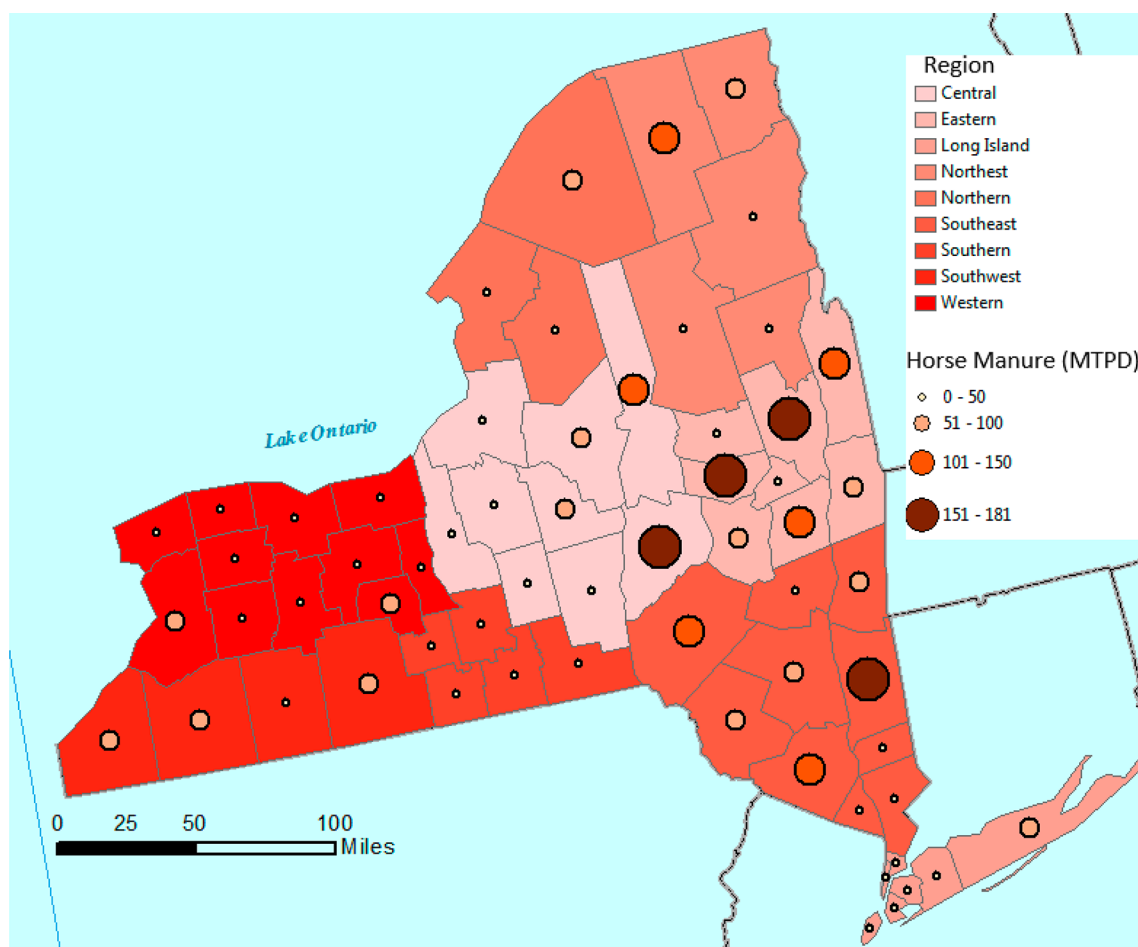 Region
Central
Eastern
Long Island
Northest
Northern
Southeast
Southern
Southwest
Western
Horse Manure (MTPD)
0 - 50
51 - 100
101 - 150
151 - 181
Lake Ontario
0 25 50 100
Miles